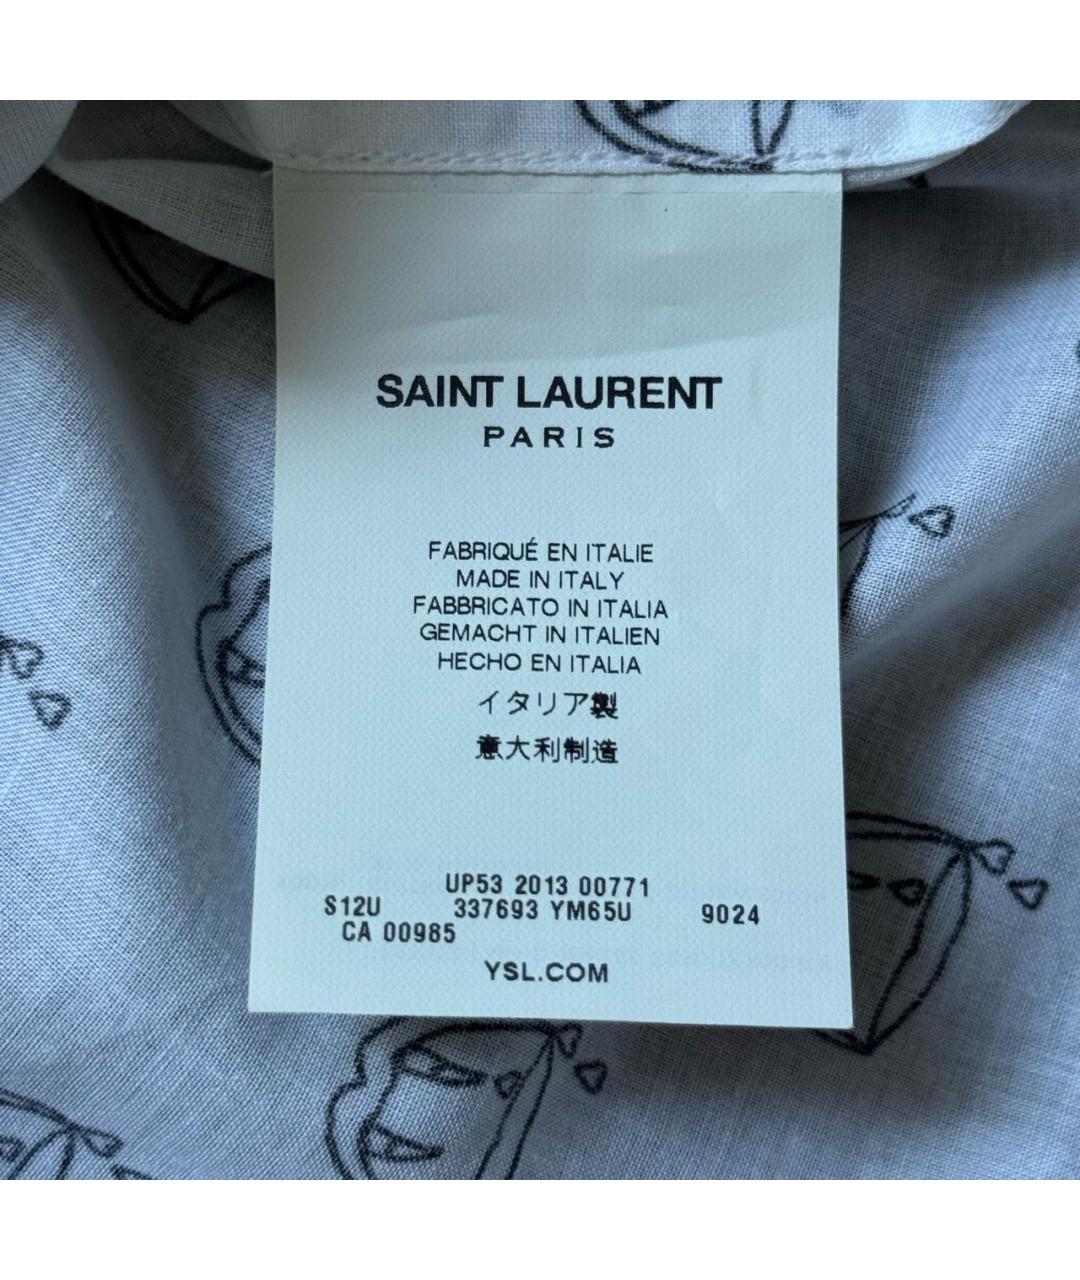 SAINT LAURENT
PARIS
FABRIQUÉ EN ITALIE
MADE IN ITALY
FABBRICATO IN ITALIA
GEMACHT IN ITALIEN
HECHO EN ITALIA
イタリア製
意大利制造
UP53 2013 00771
S12U 337693 YM65U 9024
CA 00985
YSL.COM